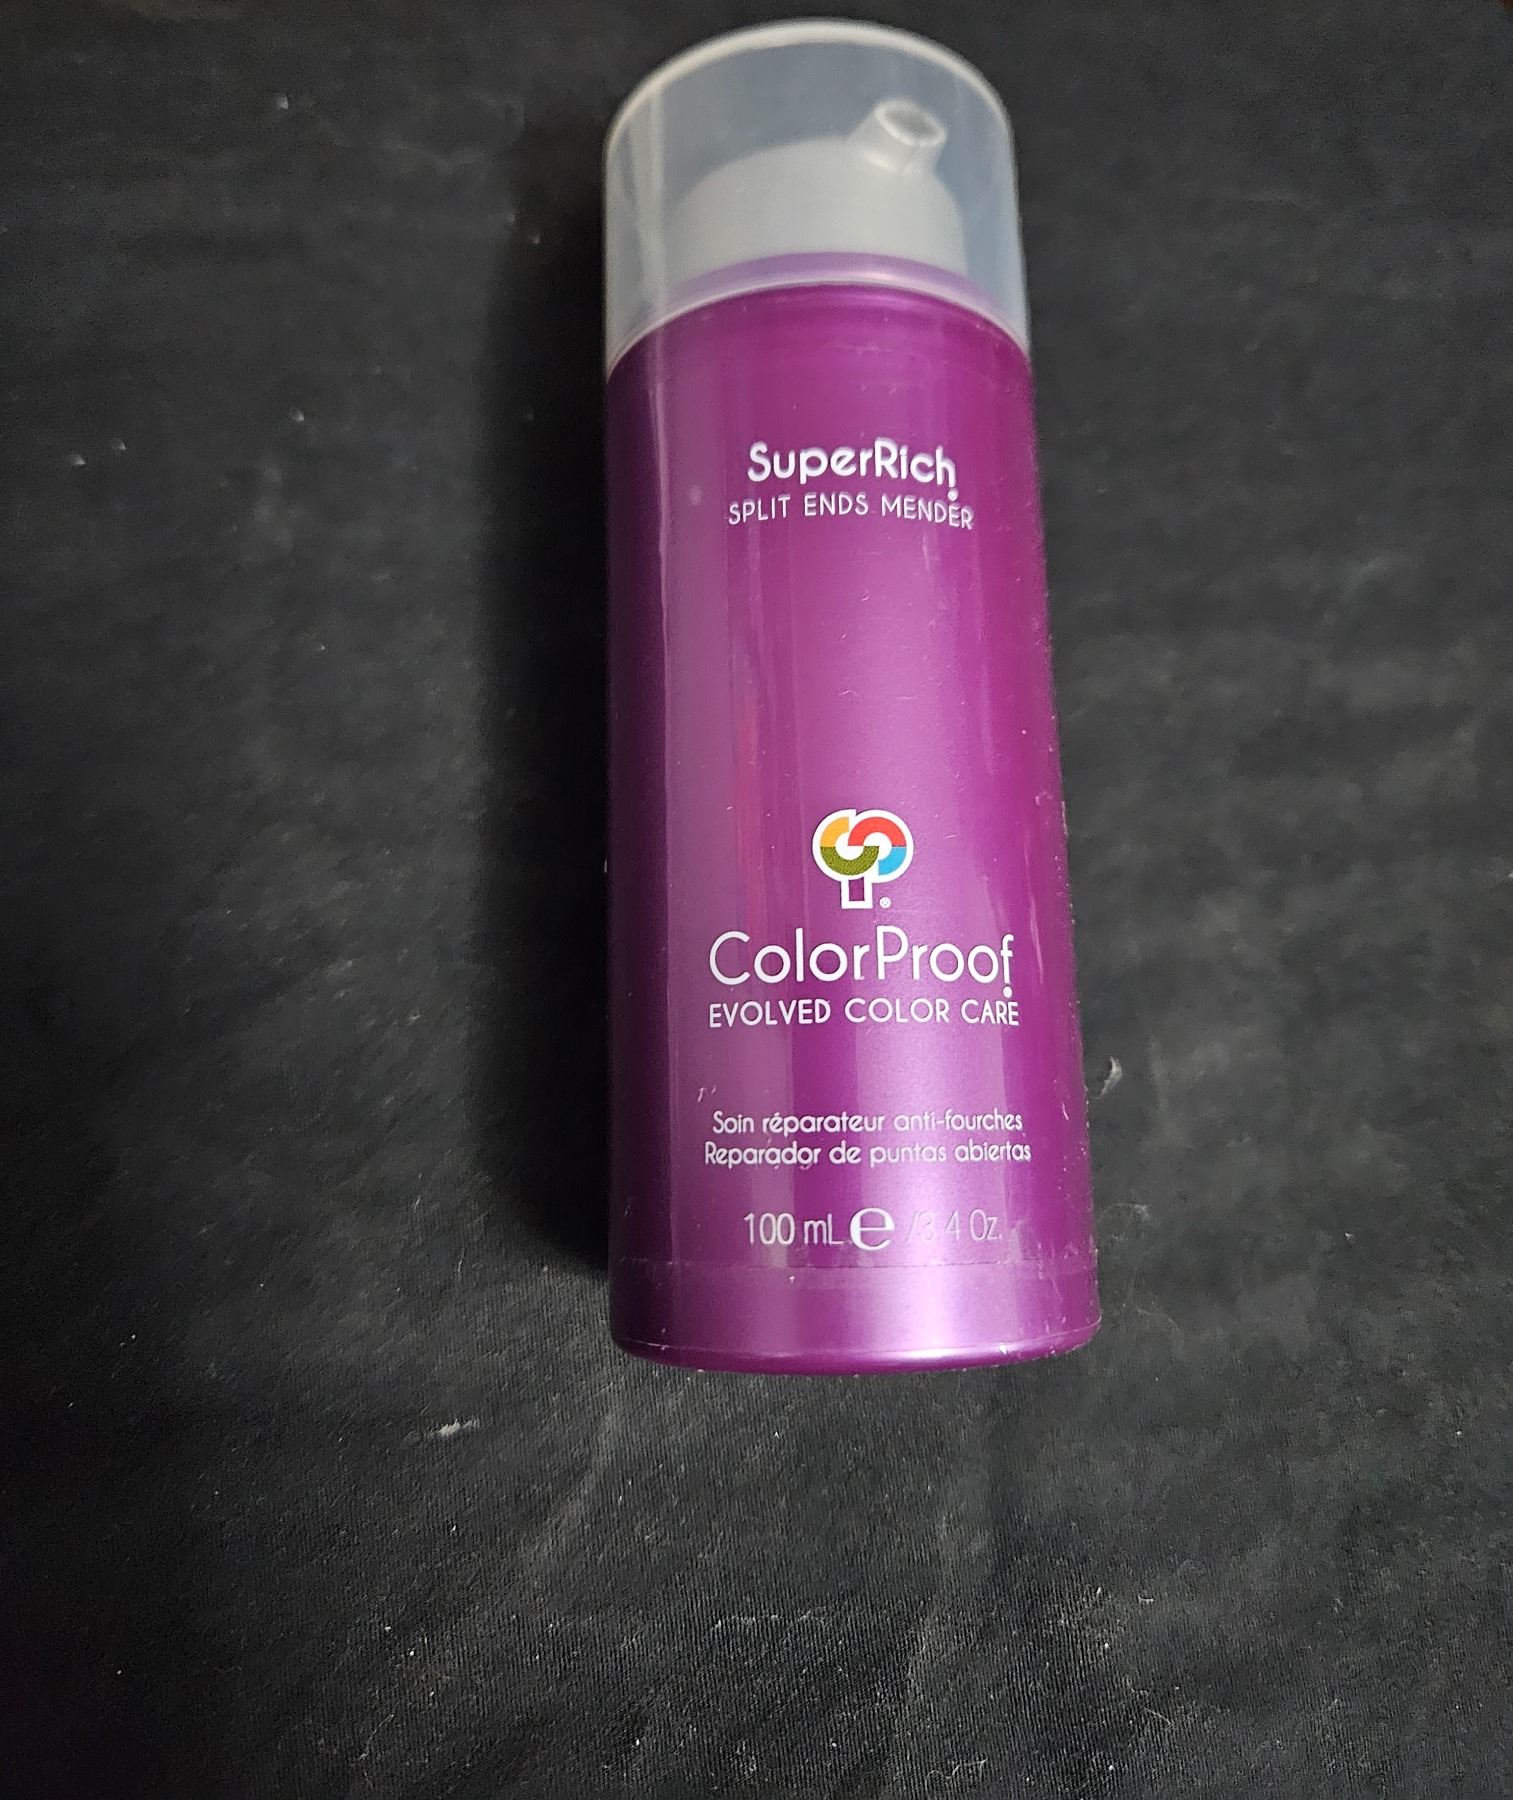 SuperRich
SPLIT ENDS MENDER
®
ColorProof
EVOLVED COLOR CARE
Soin réparateur anti-fourches
Reparador de puntas abiertas
100 mL ℮ /3.4 Oz.